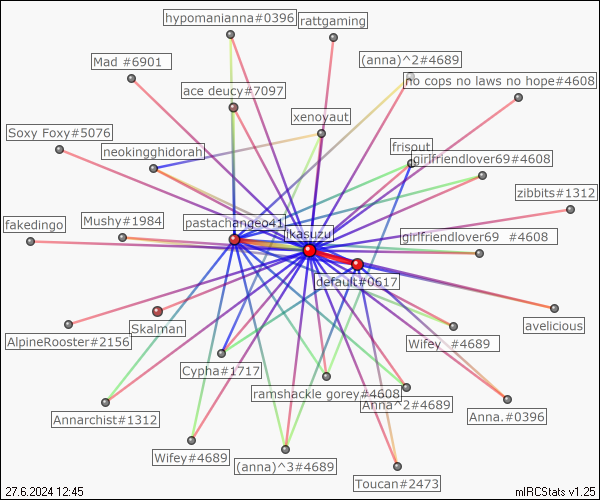 hypomanianna#0396
rattgaming
(anna)^2#4689
Mad #6901
no cops no laws no hope#4608
ace deucy#7097
xenoyaut
Soxy Foxy#5076
neokingghidorah
frisout
girlfriendlover69#4608
zibbits#1312
fakedingo
Mushy#1984
pastachangeo41
ikasuzu
girlfriendlover69 #4608
default#0617
avelicious
Skalman
AlpineRooster#2156
Wifey_#4689
Cypha#1717
ramshackle gorey#4608
Anna^2#4689
Annarchist#1312
Anna.#0396
Wifey#4689
(anna)^3#4689
Toucan#2473
27.6.2024 12:45
mIRCStats v1.25